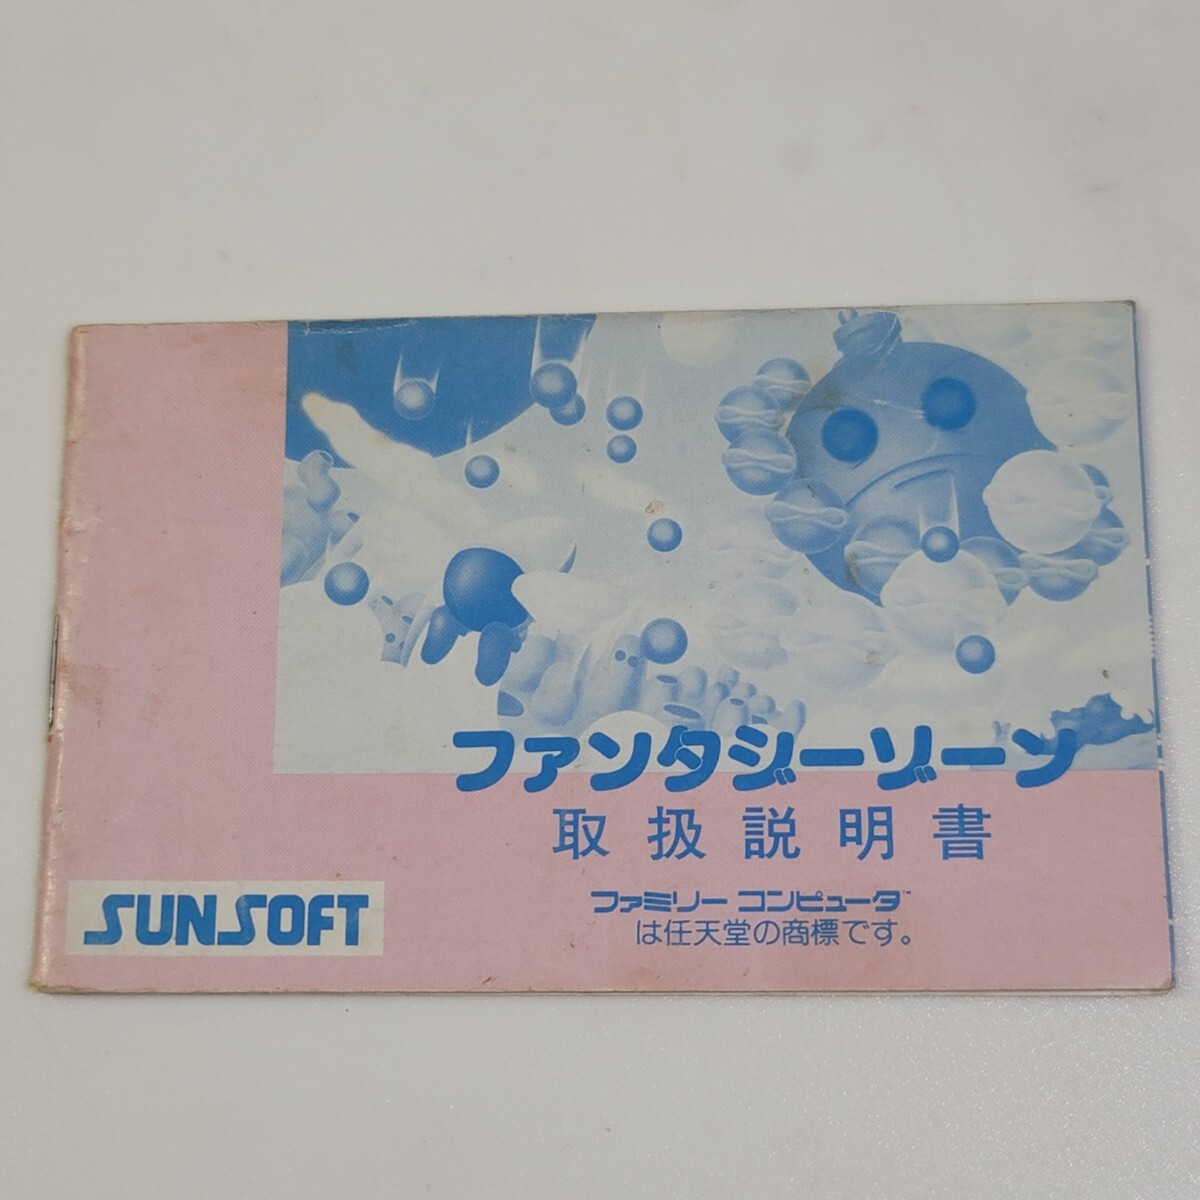 ファンタジーゾーン
取扱説明書
SUNSOFT
ファミリー コンピュータ™
は任天堂の商標です。